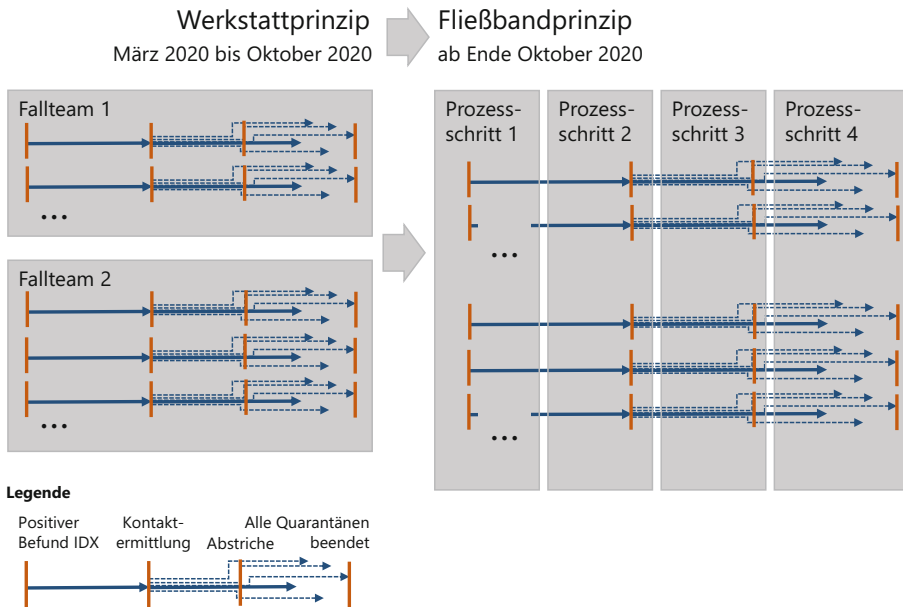 Werkstattprinzip
März 2020 bis Oktober 2020
Fließbandprinzip
ab Ende Oktober 2020
Fallteam 1
...
Fallteam 2
...
Prozess-
schritt 1
Prozess-
schritt 2
Prozess-
schritt 3
Prozess-
schritt 4
...
...
Legende
Positiver
Befund IDX
Kontakt-
ermittlung
Abstriche
Alle Quarantänen
beendet